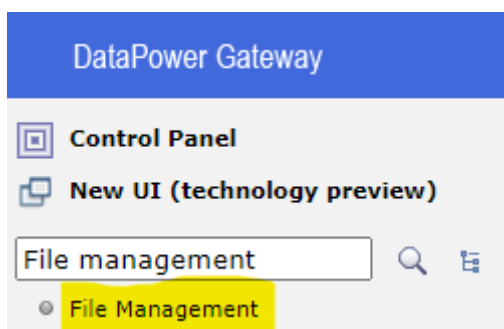 DataPower Gateway
Control Panel
New UI (technology preview)
File management
File Management